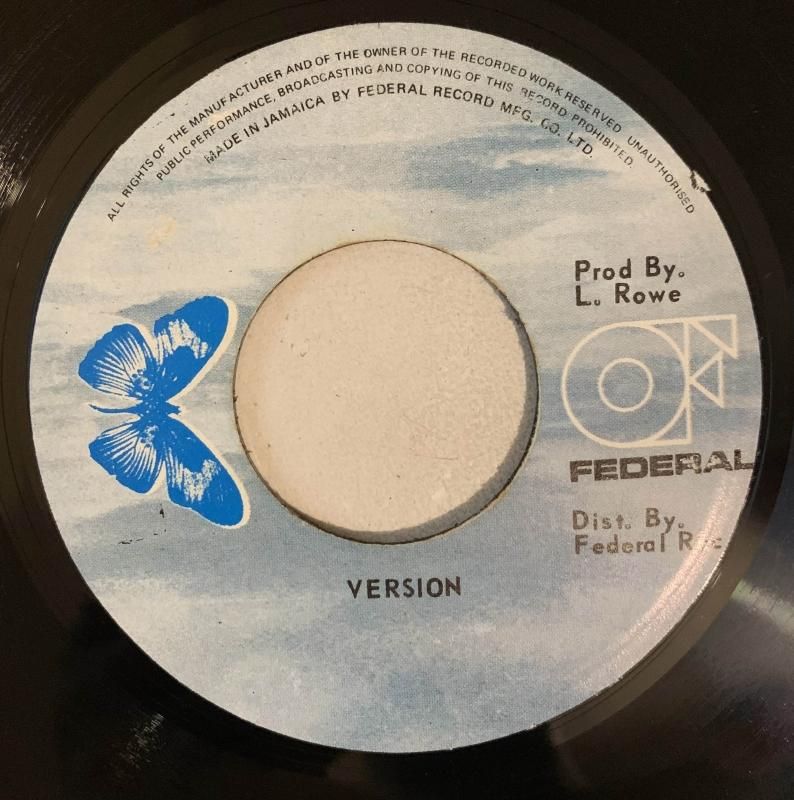 ALL RIGHTS OF THE MANUFACTURER AND OF THE OWNER OF THE RECORDED WORK RESERVED UNAUTHORISED
PUBLIC PERFORMANCE, BROADCASTING AND COPYING OF THIS RECORD PROHIBITED.
MADE IN JAMAICA BY FEDERAL RECORD MFG. CO. LTD.
Prod By.
L. Rowe
FEDERAL
Dist. By.
Federal
VERSION